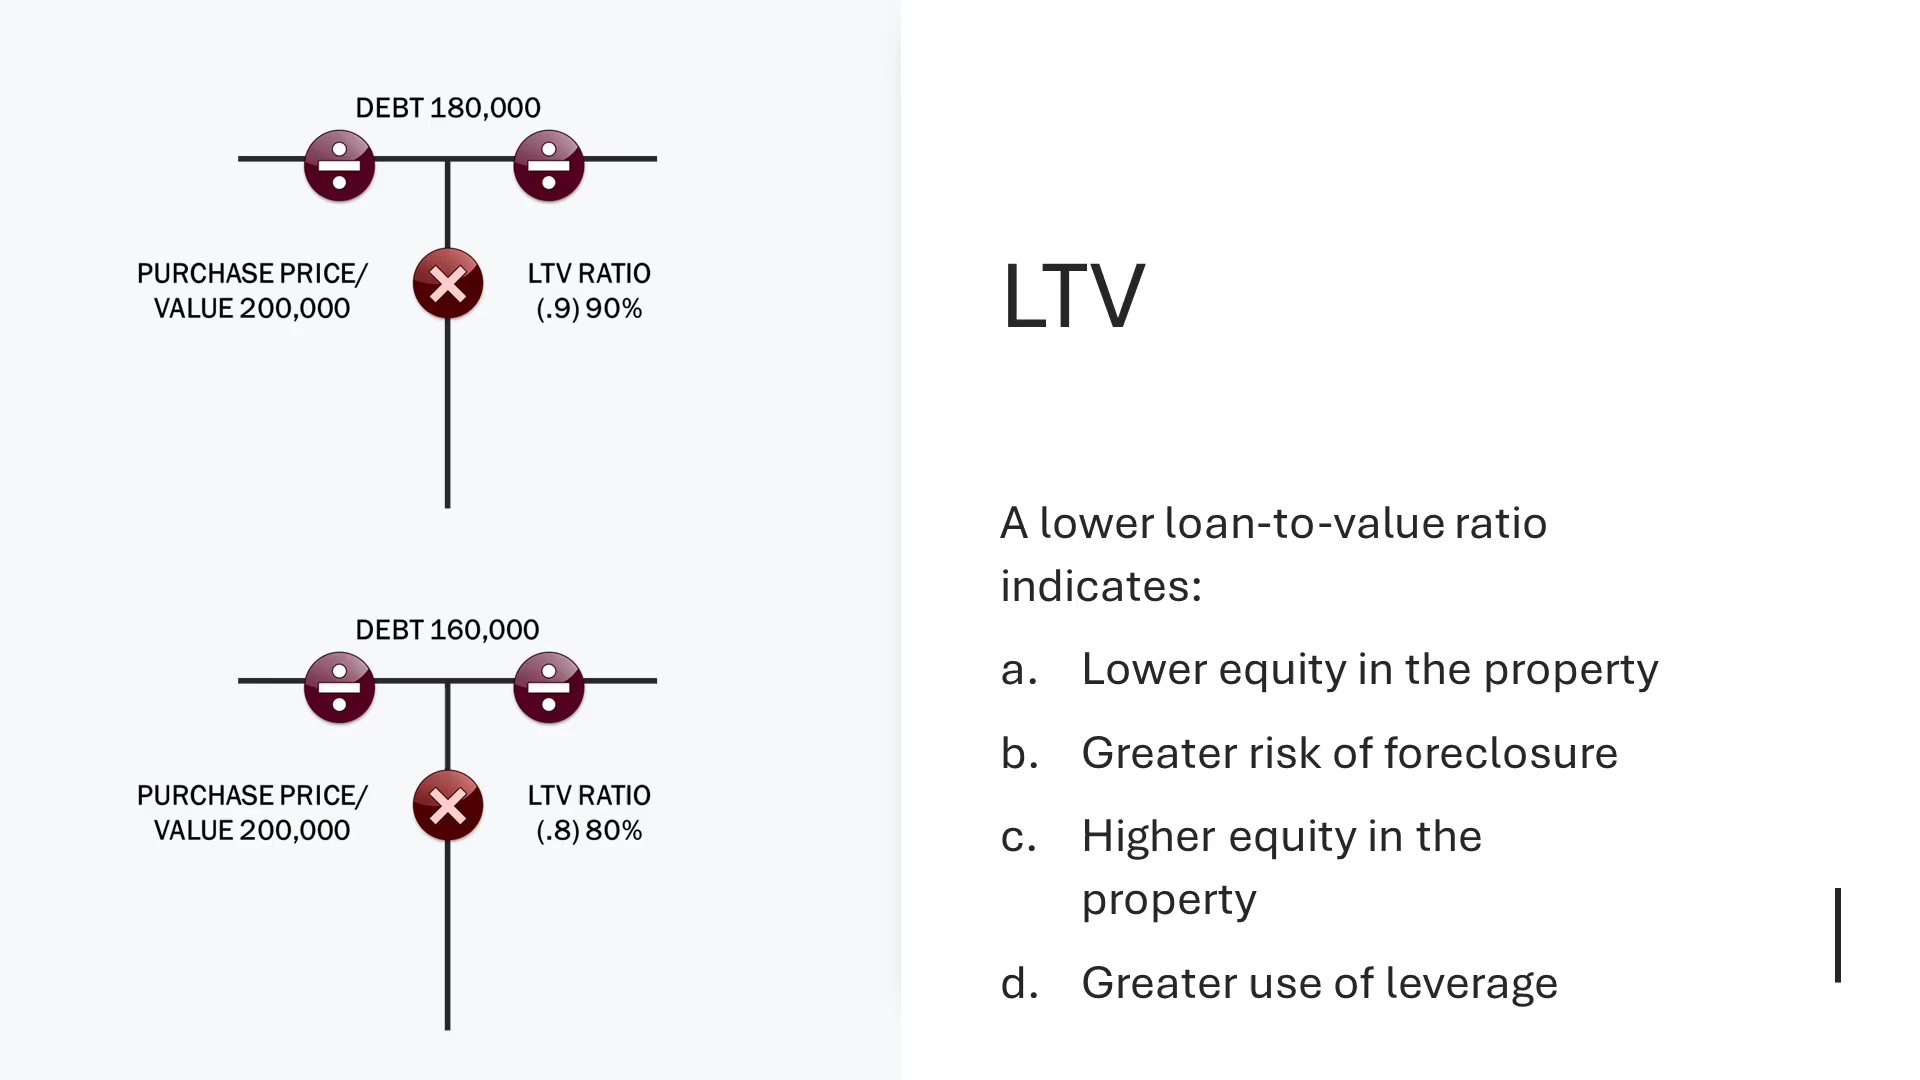 DEBT 180,000
PURCHASE PRICE/
VALUE 200,000
LTV RATIO
(.9) 90%
DEBT 160,000
PURCHASE PRICE/
VALUE 200,000
LTV RATIO
(.8) 80%
LTV
A lower loan-to-value ratio
indicates:
a. Lower equity in the property
b. Greater risk of foreclosure
c. Higher equity in the
property
d. Greater use of leverage